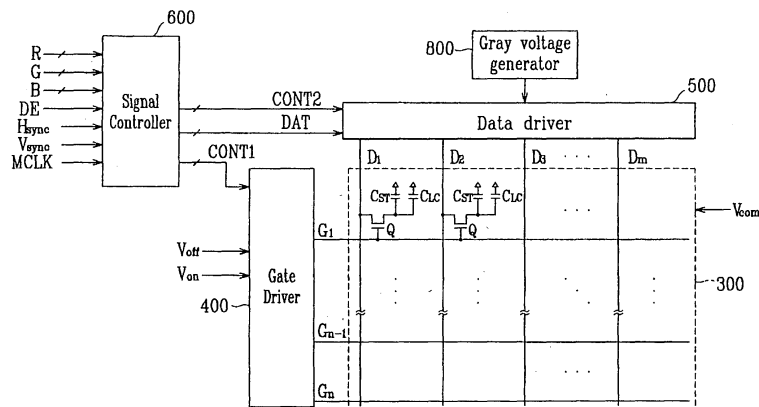 600
R
G
B
DE
Hsync
Vsync
MCLK
Signal
Controller
CONT2
DAT
CONT1
800
Gray voltage
generator
500
Data driver
D1 D2 D3 · · · Dm
CST CLC CST CLC
Q Q
Vcom
G1
Voff
Von
400
Gate
Driver
300
Gn-1
Gn